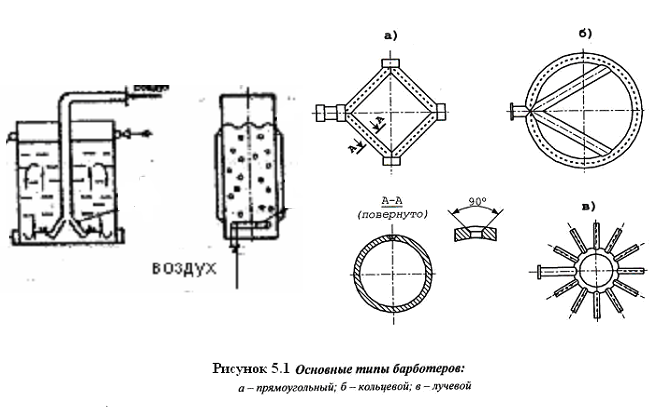 воздух
воздух
а)
б)
А
А
А-А
(повернуто)
90°
в)
Рисунок 5.1 Основные типы барботеров:
а – прямоугольный; б – кольцевой; в – лучевой